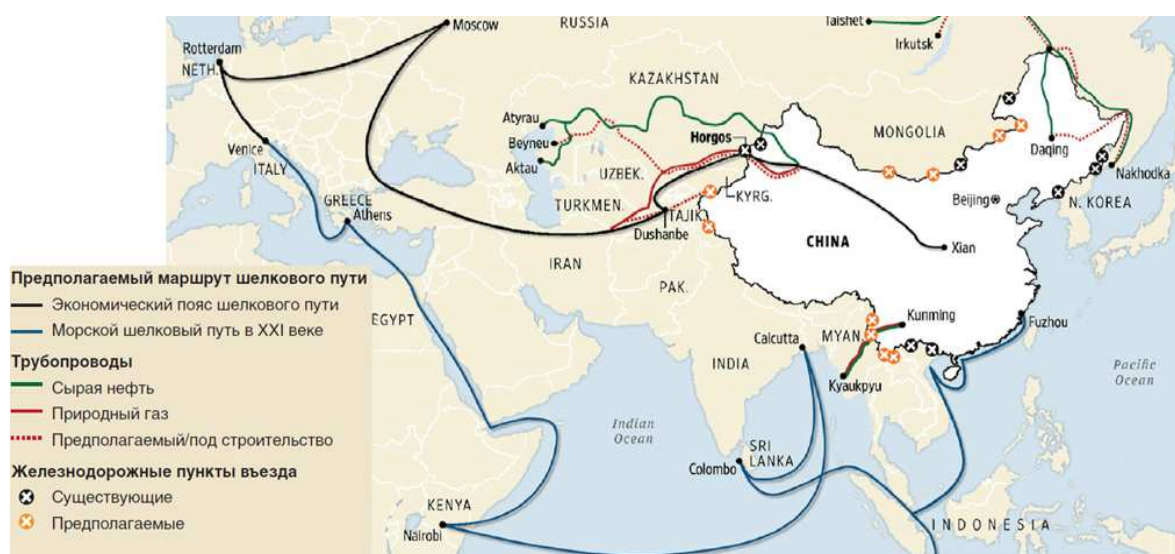 Moscow
RUSSIA
Taishet
Irkutsk
Rotterdam
NETH.
KAZAKHSTAN
Atyrau
Beyneu
Aktau
Horgos
MONGOLIA
Daqing
Nakhodka
Venice
ITALY
UZBEK.
KYRG.
TURKMEN.
TAJIK.
Dushanbe
Beijing
N. KOREA
GREECE
Athens
CHINA
Xian
IRAN
PAK.
EGYPT
Calcutta
MYAN.
Kunming
Fuzhou
INDIA
Kyaukpyu
Pacific
Ocean
Indian
Ocean
SRI
LANKA
Colombo
KENYA
Nairobi
INDONESIA
Предполагаемый маршрут шелкового пути
Экономический пояс шелкового пути
Морской шелковый путь в XXI веке
Трубопроводы
Сырая нефть
Природный газ
Предполагаемый/под строительство
Железнодорожные пункты въезда
Существующие
Предполагаемые